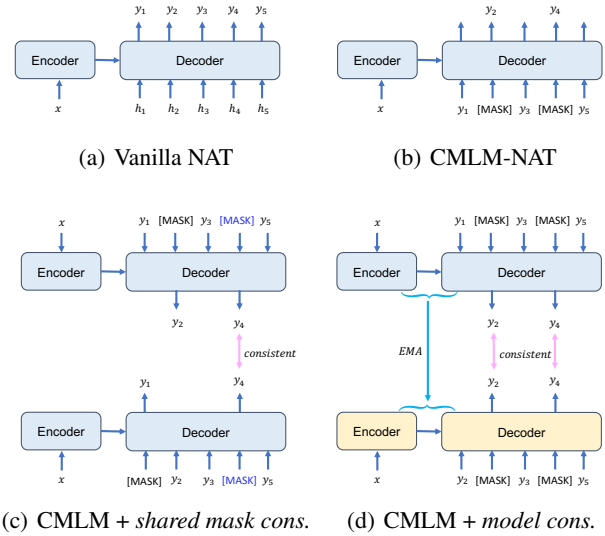 y₁ y₂ y₃ y₄ y₅
Encoder Decoder
x h₁ h₂ h₃ h₄ h₅
(a) Vanilla NAT
y₂ y₄
Encoder Decoder
x y₁ [MASK] y₃ [MASK] y₅
(b) CMLM-NAT
x y₁ [MASK] y₃ [MASK] y₅
Encoder Decoder
y₂ y₄
consistent
y₁ y₄
Encoder Decoder
x [MASK] y₂ y₃ [MASK] y₅
(c) CMLM + shared mask cons.
x y₁ [MASK] y₃ [MASK] y₅
Encoder Decoder
y₂ y₄
EMA consistent
y₂ y₄
Encoder Decoder
x y₂ [MASK] y₃ [MASK] y₅
(d) CMLM + model cons.